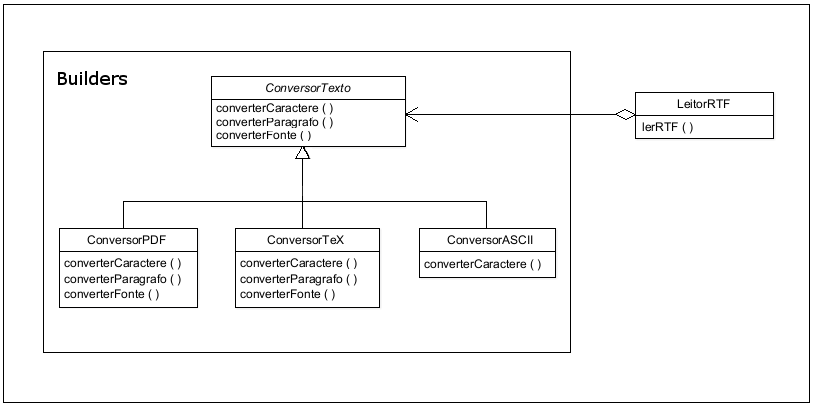 Builders
ConversorTexto
converterCaractere ( )
converterParagrafo ( )
converterFonte ( )
LeitorRTF
lerRTF ( )
ConversorPDF
converterCaractere ( )
converterParagrafo ( )
converterFonte ( )
ConversorTeX
converterCaractere ( )
converterParagrafo ( )
converterFonte ( )
ConversorASCII
converterCaractere ( )